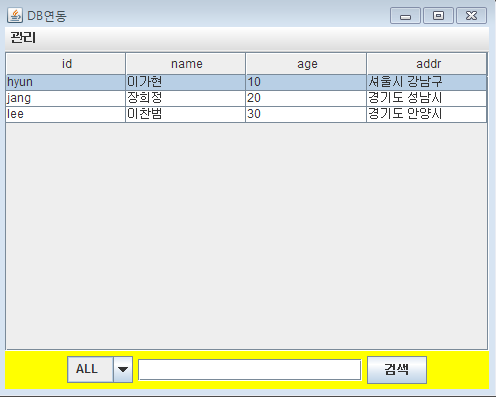 DB연동
관리
id name age addr
hyun 이가현 10 서울시 강남구
jang 장희정 20 경기도 성남시
lee 이찬범 30 경기도 안양시
ALL 검색